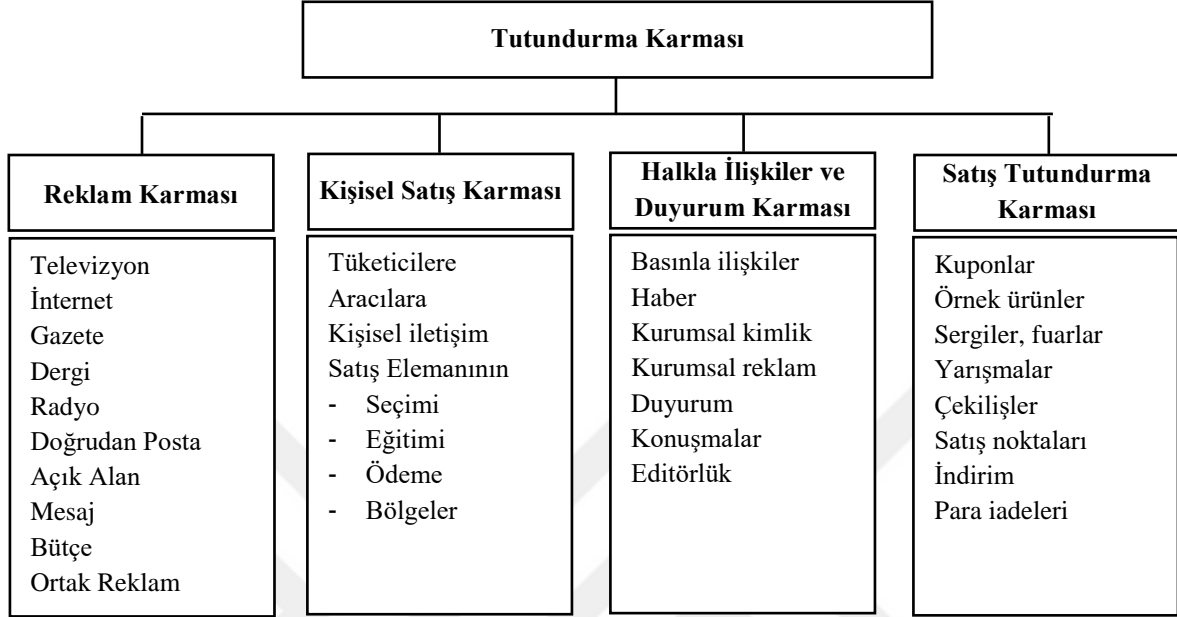 Tutundurma Karması
Reklam Karması
Televizyon
İnternet
Gazete
Dergi
Radyo
Doğrudan Posta
Açık Alan
Mesaj
Bütçe
Ortak Reklam
Kişisel Satış Karması
Tüketicilere
Aracılara
Kişisel iletişim
Satış Elemanının
- Seçimi
- Eğitimi
- Ödeme
- Bölgeler
Halkla İlişkiler ve
Duyurum Karması
Basınla ilişkiler
Haber
Kurumsal kimlik
Kurumsal reklam
Duyurum
Konuşmalar
Editörlük
Satış Tutundurma
Karması
Kuponlar
Örnek ürünler
Sergiler, fuarlar
Yarışmalar
Çekilişler
Satış noktaları
İndirim
Para iadeleri